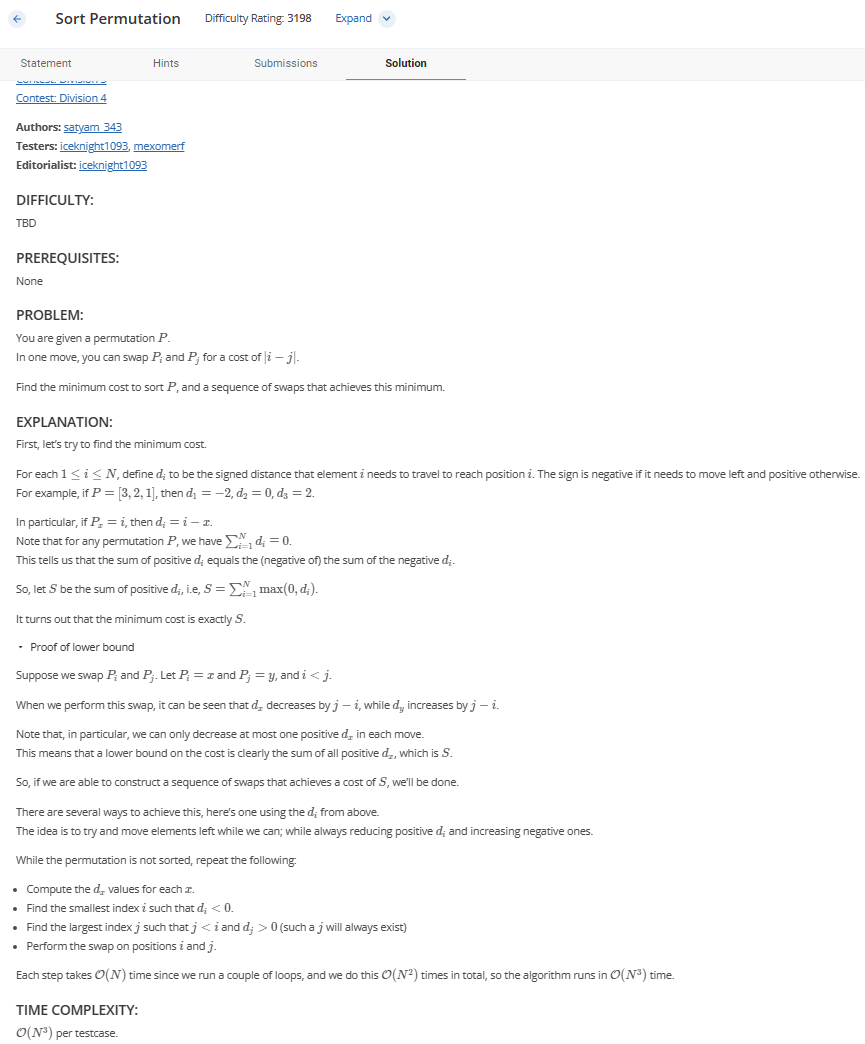 Sort Permutation Difficulty Rating: 3198 Expand
Statement Hints Submissions Solution
Contest: Division 3
Contest: Division 4
Authors: satyam_343
Testers: iceknight1093, mexomerf
Editorialist: iceknight1093
DIFFICULTY:
TBD
PREREQUISITES:
None
PROBLEM:
You are given a permutation P.
In one move, you can swap P_i and P_j for a cost of |i − j|.
Find the minimum cost to sort P, and a sequence of swaps that achieves this minimum.
EXPLANATION:
First, let's try to find the minimum cost.
For each 1 ≤ i ≤ N, define d_i to be the signed distance that element i needs to travel to reach position i. The sign is negative if it needs to move left and positive otherwise.
For example, if P = [3, 2, 1], then d_1 = −2, d_2 = 0, d_3 = 2.
In particular, if P_x = i, then d_i = i − x.
Note that for any permutation P, we have ∑_{i=1}^{N} d_i = 0.
This tells us that the sum of positive d_i equals the (negative of) the sum of the negative d_i.
So, let S be the sum of positive d_i, i.e, S = ∑_{i=1}^{N} max(0, d_i).
It turns out that the minimum cost is exactly S.
Proof of lower bound
Suppose we swap P_i and P_j. Let P_i = x and P_j = y, and i < j.
When we perform this swap, it can be seen that d_x decreases by j − i, while d_y increases by j − i.
Note that, in particular, we can only decrease at most one positive d_x in each move.
This means that a lower bound on the cost is clearly the sum of all positive d_x, which is S.
So, if we are able to construct a sequence of swaps that achieves a cost of S, we'll be done.
There are several ways to achieve this, here's one using the d_i from above.
The idea is to try and move elements left while we can; while always reducing positive d_i and increasing negative ones.
While the permutation is not sorted, repeat the following:
• Compute the d_x values for each x.
• Find the smallest index i such that d_i < 0.
• Find the largest index j such that j < i and d_j > 0 (such a j will always exist)
• Perform the swap on positions i and j.
Each step takes O(N) time since we run a couple of loops, and we do this O(N²) times in total, so the algorithm runs in O(N³) time.
TIME COMPLEXITY:
O(N³) per testcase.